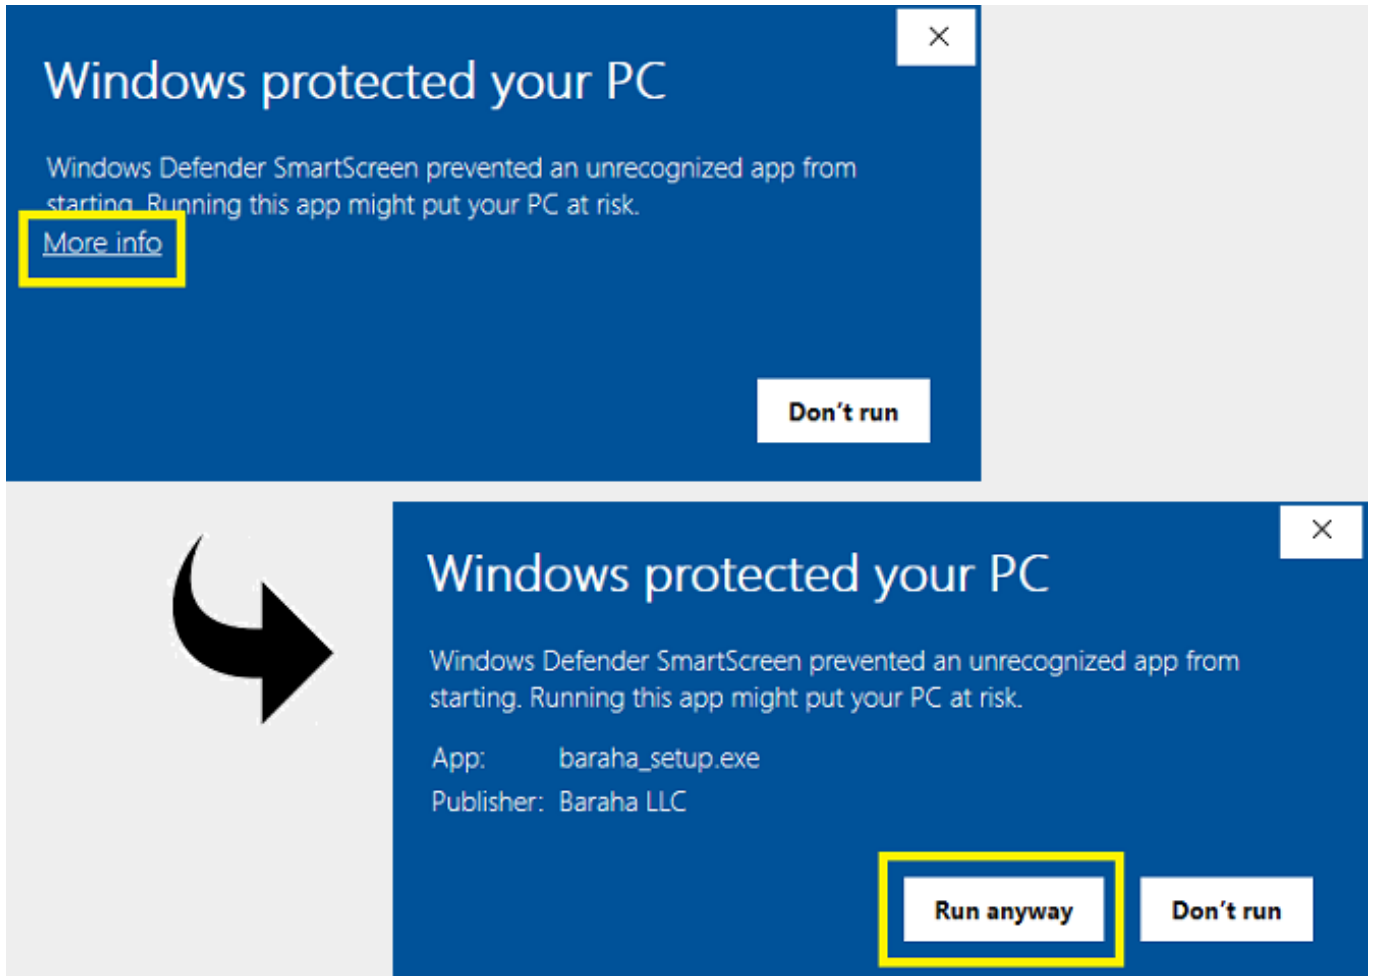 Windows protected your PC
Windows Defender SmartScreen prevented an unrecognized app from
starting. Running this app might put your PC at risk.
More info
Don't run
Windows protected your PC
Windows Defender SmartScreen prevented an unrecognized app from
starting. Running this app might put your PC at risk.
App: baraha_setup.exe
Publisher: Baraha LLC
Run anyway Don't run